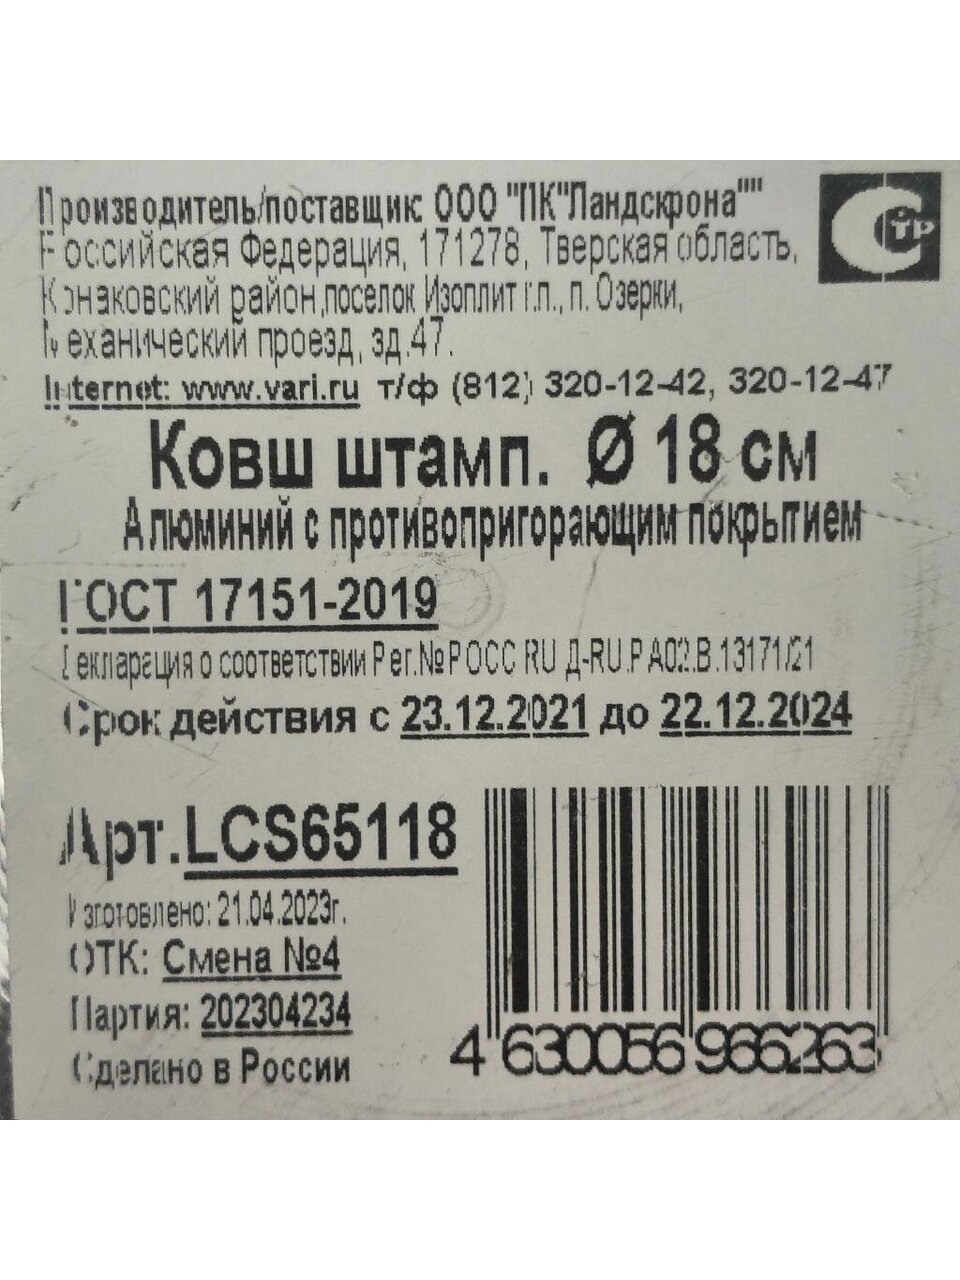 Производитель/поставщик: ООО "ПК"Ландскрона""
Российская Федерация, 171278, Тверская область,
Конаковский район,поселок Изоплит г.п., п. Озерки,
Механический проезд, зд.47.
Internet: www.vari.ru т/ф (812) 320-12-42, 320-12-47
Ковш штамп. Ø 18 см
Алюминий с противопригорающим покрытием
ГОСТ 17151-2019
Декларация о соответствии Рег.№РОСС RU Д-RU.РА02.В.13171/21
Срок действия с 23.12.2021 до 22.12.2024
Арт.LCS65118
Изготовлено: 21.04.2023г.
ОТК: Смена №4
Партия: 202304234
Сделано в России
4 630056 966263